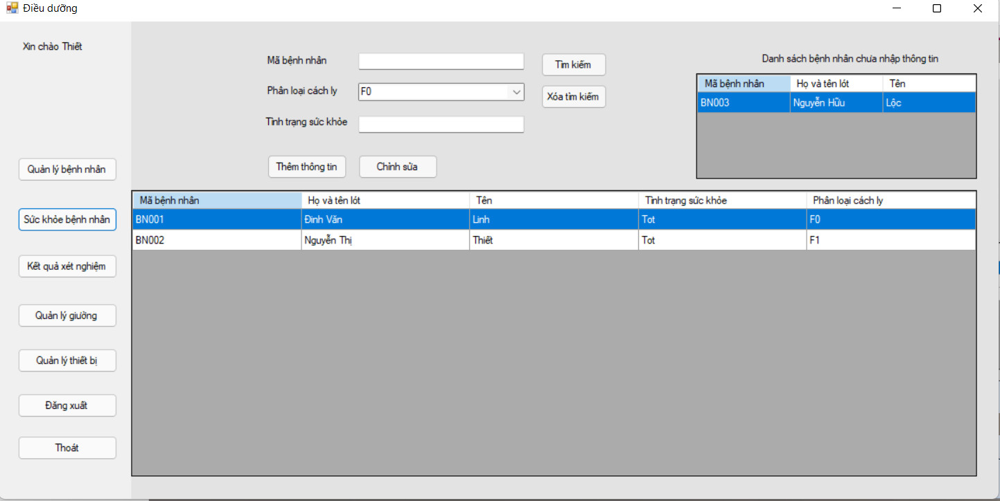 Điều dưỡng
Xin chào Thiết
Mã bệnh nhân
Tìm kiếm
Phân loại cách ly F0
Xóa tìm kiếm
Tình trạng sức khỏe
Thêm thông tin Chỉnh sửa
Danh sách bệnh nhân chưa nhập thông tin
Mã bệnh nhân Họ và tên lót Tên
BN003 Nguyễn Hữu Lộc
Quản lý bệnh nhân
Sức khỏe bệnh nhân
Kết quả xét nghiệm
Quản lý giường
Quản lý thiết bị
Đăng xuất
Thoát
Mã bệnh nhân Họ và tên lót Tên Tình trạng sức khỏe Phân loại cách ly
BN001 Đinh Văn Linh Tot F0
BN002 Nguyễn Thị Thiết Tot F1